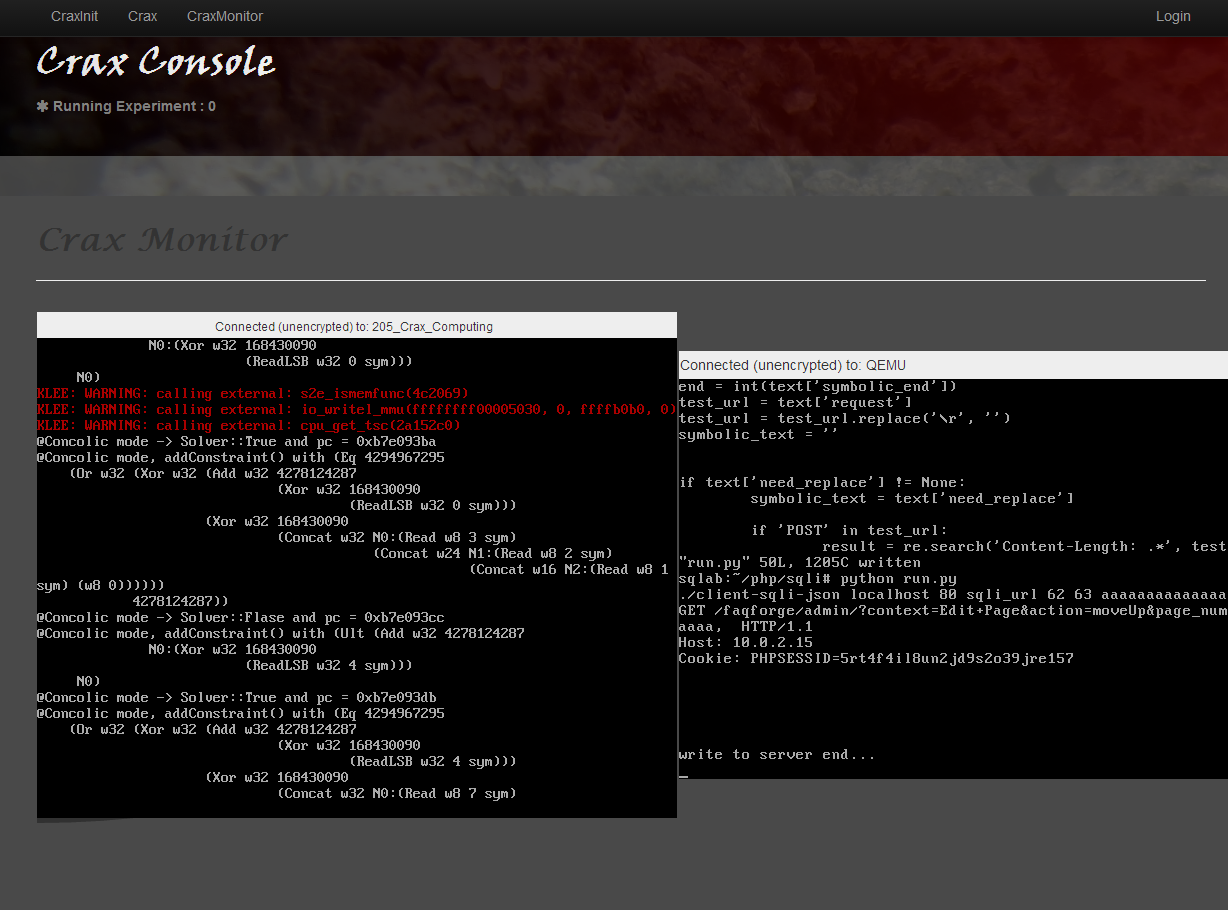 CraxInit Crax CraxMonitor Login
Crax Console
✱ Running Experiment : 0
Crax Monitor
Connected (unencrypted) to: 205_Crax_Computing
N0:(Xor w32 168430090
(ReadLSB w32 0 sym)))
N0)
KLEE: WARNING: calling external: s2e_ismemfunc(4c2069)
KLEE: WARNING: calling external: io_writel_mmu(ffffffff00005030, 0, ffffb0b0, 0)
KLEE: WARNING: calling external: cpu_get_tsc(2a152c0)
@Concolic mode -> Solver::True and pc = 0xb7e093ba
@Concolic mode, addConstraint() with (Eq 4294967295
(Or w32 (Xor w32 (Add w32 4278124287
(Xor w32 168430090
(ReadLSB w32 0 sym)))
(Xor w32 168430090
(Concat w32 N0:(Read w8 3 sym)
(Concat w24 N1:(Read w8 2 sym)
(Concat w16 N2:(Read w8 1
sym) (w8 0))))))
4278124287))
@Concolic mode -> Solver::Flase and pc = 0xb7e093cc
@Concolic mode, addConstraint() with (Ult (Add w32 4278124287
N0:(Xor w32 168430090
(ReadLSB w32 4 sym)))
N0)
@Concolic mode -> Solver::True and pc = 0xb7e093db
@Concolic mode, addConstraint() with (Eq 4294967295
(Or w32 (Xor w32 (Add w32 4278124287
(Xor w32 168430090
(ReadLSB w32 4 sym)))
(Xor w32 168430090
(Concat w32 N0:(Read w8 7 sym)
Connected (unencrypted) to: QEMU
end = int(text['symbolic_end'])
test_url = text['request']
test_url = test_url.replace('\r', '')
symbolic_text = ''
if text['need_replace'] != None:
symbolic_text = text['need_replace']
if 'POST' in test_url:
result = re.search('Content-Length: .*', test
"run.py" 50L, 1205C written
sqlab:~/php/sqli# python run.py
./client-sqli-json localhost 80 sqli_url 62 63 aaaaaaaaaaaaaa
GET /faqforge/admin/?context=Edit+Page&action=moveUp&page_num
aaaa,  HTTP/1.1
Host: 10.0.2.15
Cookie: PHPSESSID=5rt4f4il8un2jd9s2o39jre157
write to server end...